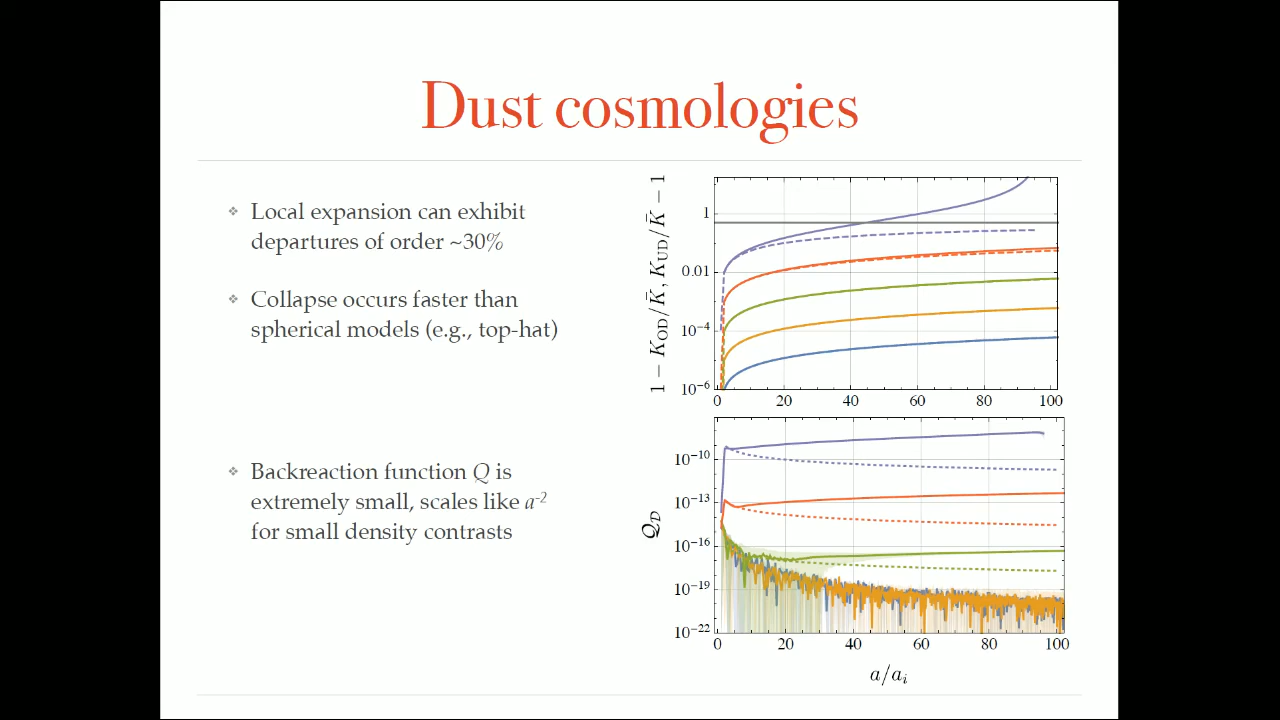 Dust cosmologies
❖ Local expansion can exhibit
departures of order ~30%
❖ Collapse occurs faster than
spherical models (e.g., top-hat)
❖ Backreaction function Q is
extremely small, scales like a⁻²
for small density contrasts
1 − K_OD/K̄, K_UD/K̄ − 1
1
0.01
10⁻⁴
10⁻⁶
0 20 40 60 80 100
Q_D
10⁻¹⁰
10⁻¹³
10⁻¹⁶
10⁻¹⁹
10⁻²²
0 20 40 60 80 100
a/a_i